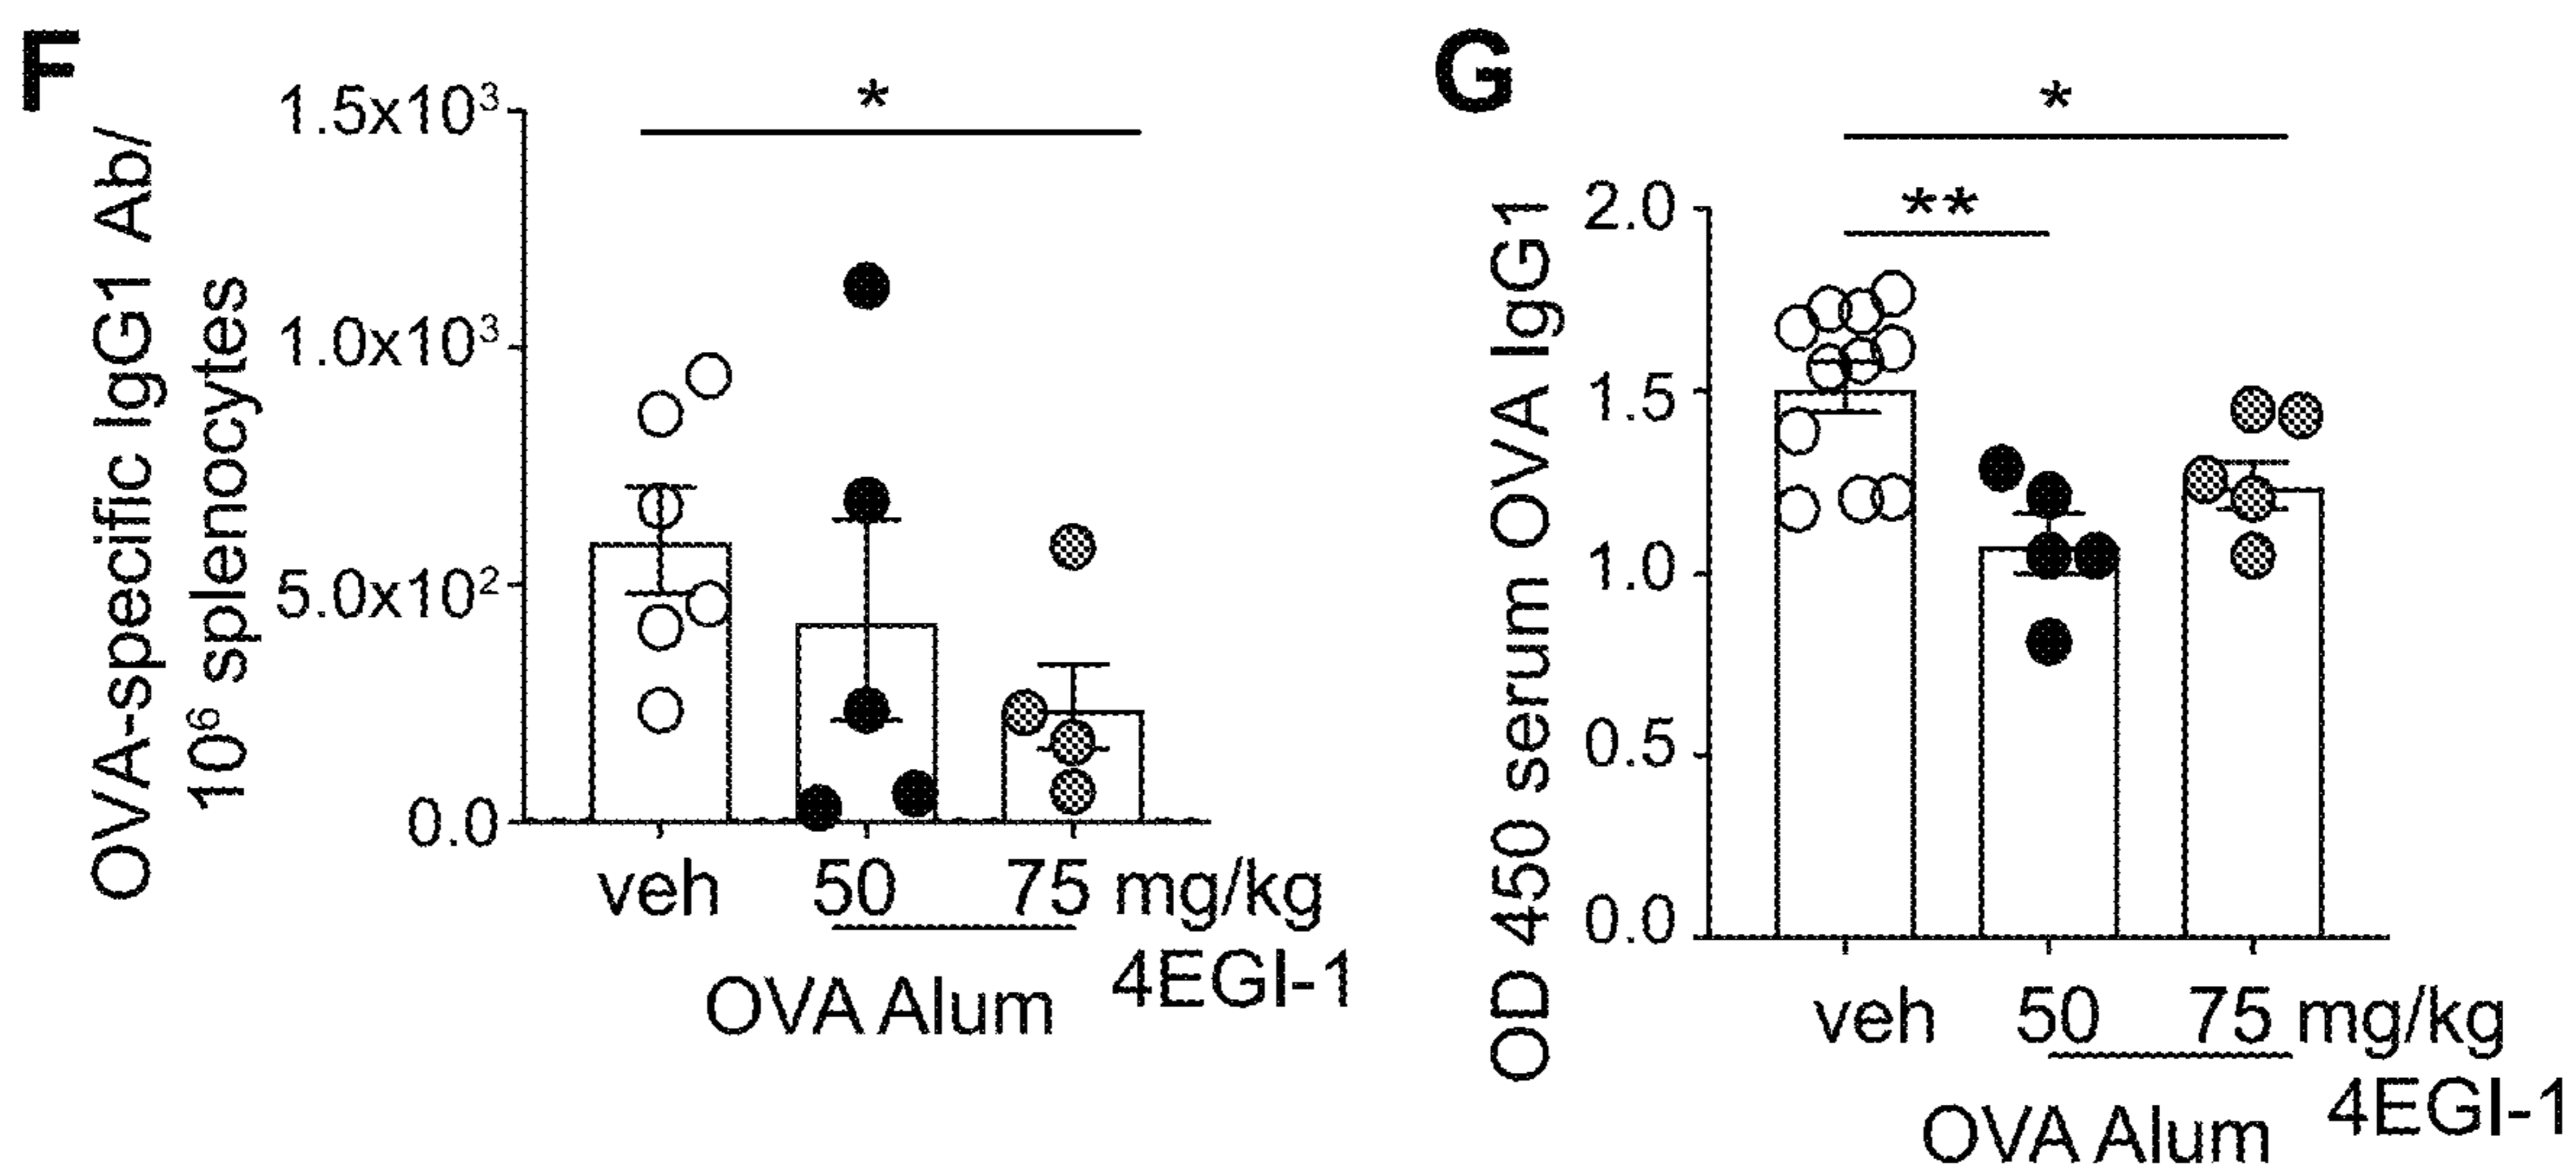 F
OVA-specific IgG1 Ab/
10⁶ splenocytes
1.5x10³
1.0x10³
5.0x10²
0.0
*
veh 50 75 mg/kg
4EGI-1
OVA Alum
G
OD 450 serum OVA IgG1
2.0
1.5
1.0
0.5
0.0
*
**
veh 50 75 mg/kg
4EGI-1
OVA Alum